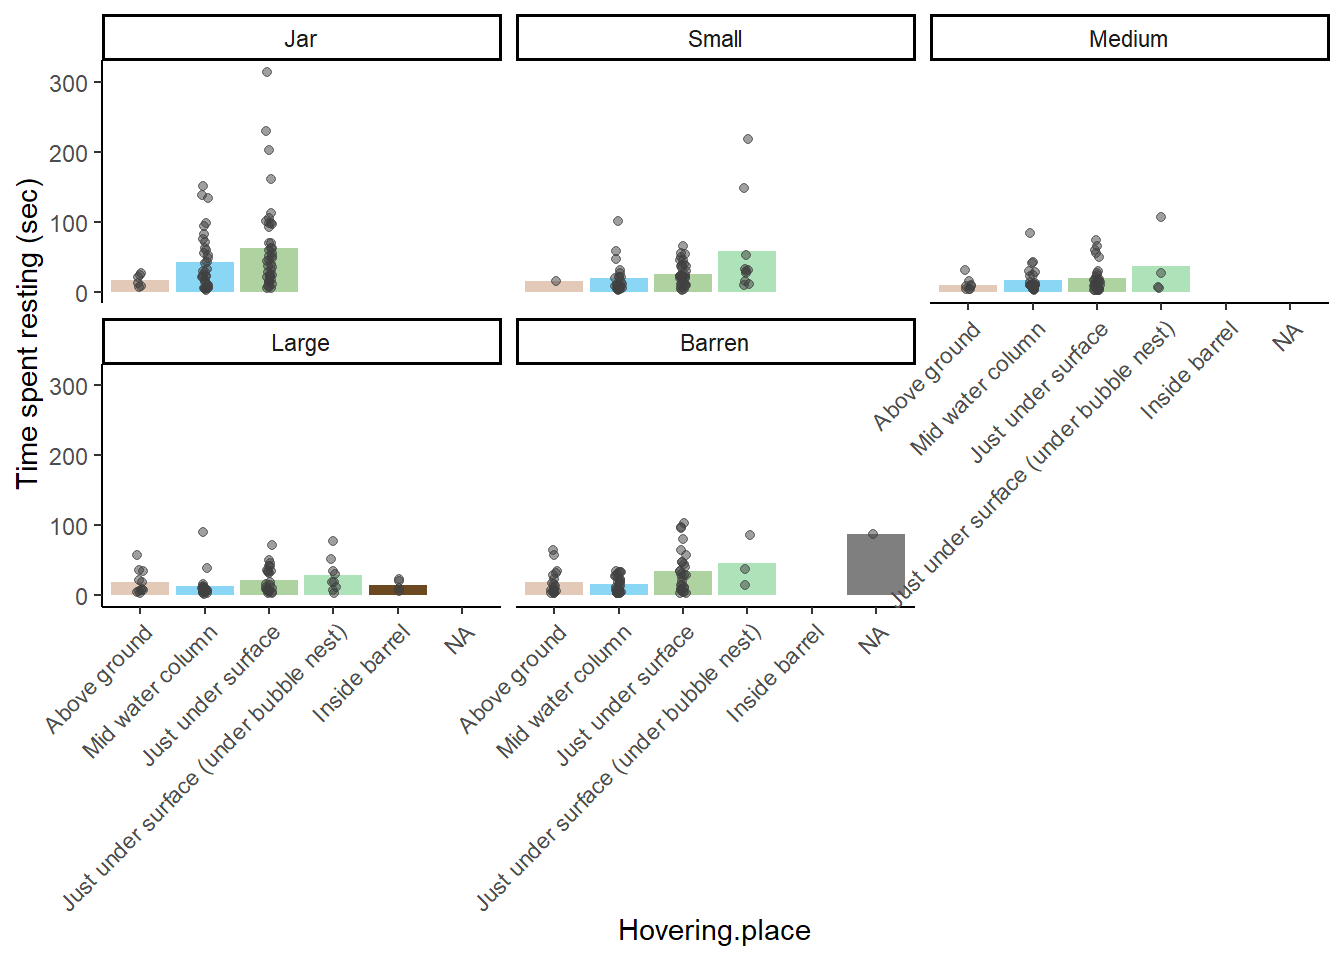 Jar
Small
Medium
300
200
100
0
Time spent resting (sec)
Above ground
Mid water column
Just under surface
Just under surface (under bubble nest)
Inside barrel
NA
Large
Barren
300
200
100
0
Above ground
Mid water column
Just under surface
Just under surface (under bubble nest)
Inside barrel
NA
Above ground
Mid water column
Just under surface
Just under surface (under bubble nest)
Inside barrel
NA
Hovering.place